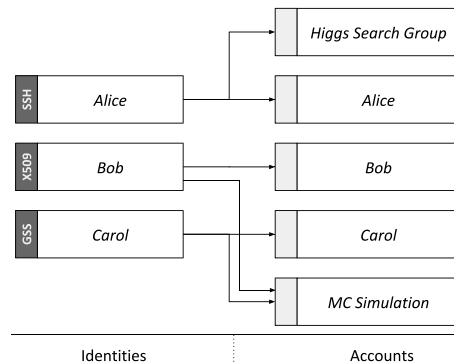 Higgs Search Group
SSH Alice Alice
X509 Bob Bob
GSS Carol Carol
MC Simulation
Identities Accounts